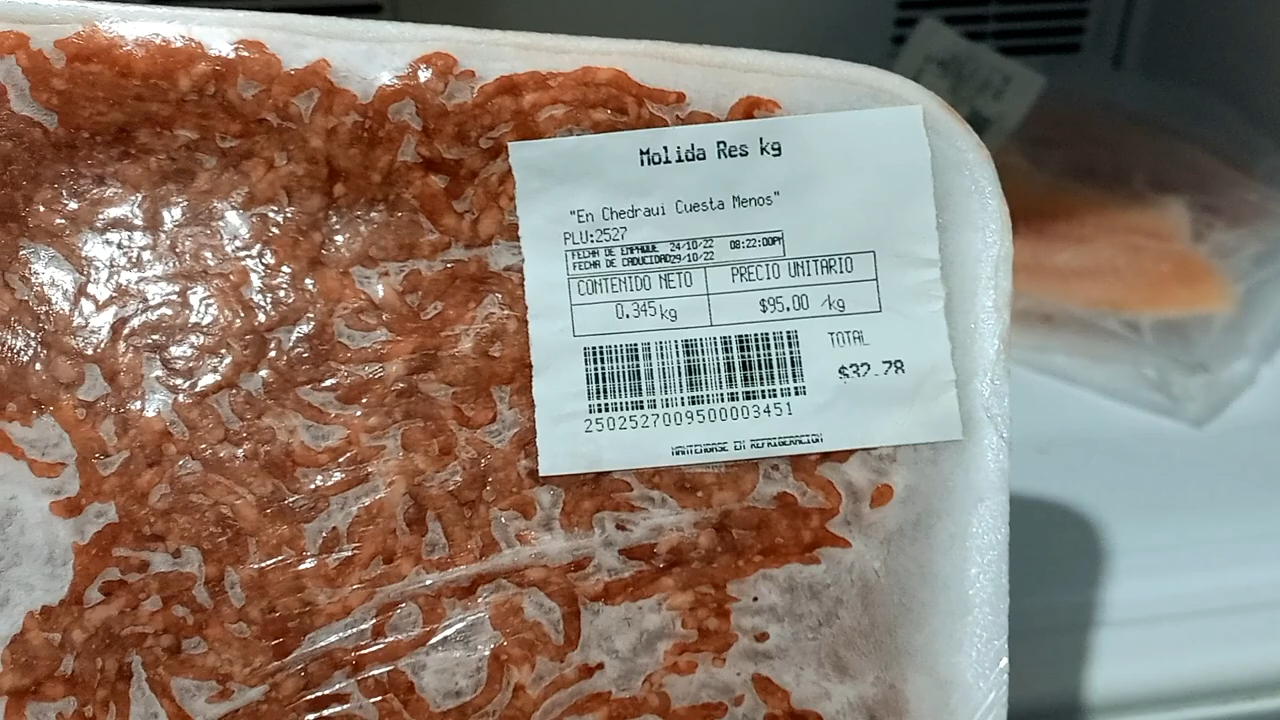 Molida Res kg
"En Chedraui Cuesta Menos"
PLU:2527
FECHA DE EMPAQUE 24/10/22 08:22:00PM
FECHA DE CADUCIDAD29/10/22
CONTENIDO NETO PRECIO UNITARIO
0.345kg $95.00 /kg
TOTAL
$32.78
2502527009500003451
MANTENGASE EN REFRIGERACION